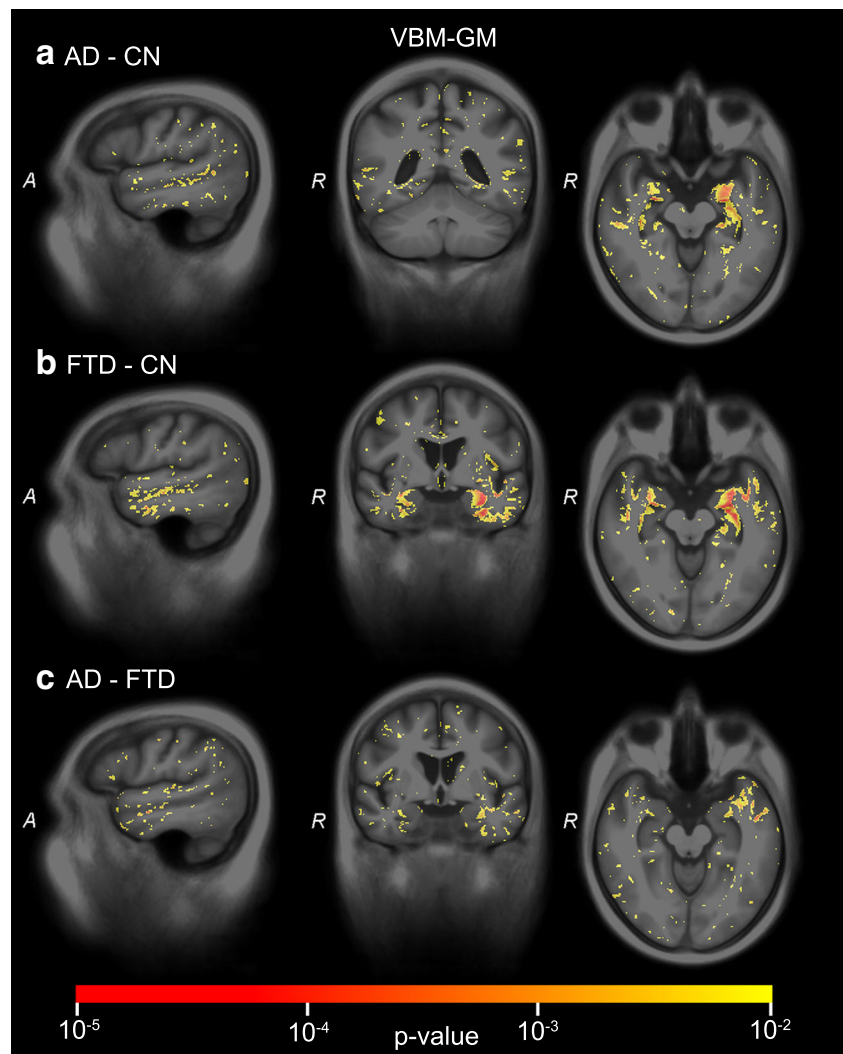 VBM-GM
a AD - CN
A
R
R
b FTD - CN
A
R
R
c AD - FTD
A
R
R
10-5 10-4 10-3 10-2
p-value